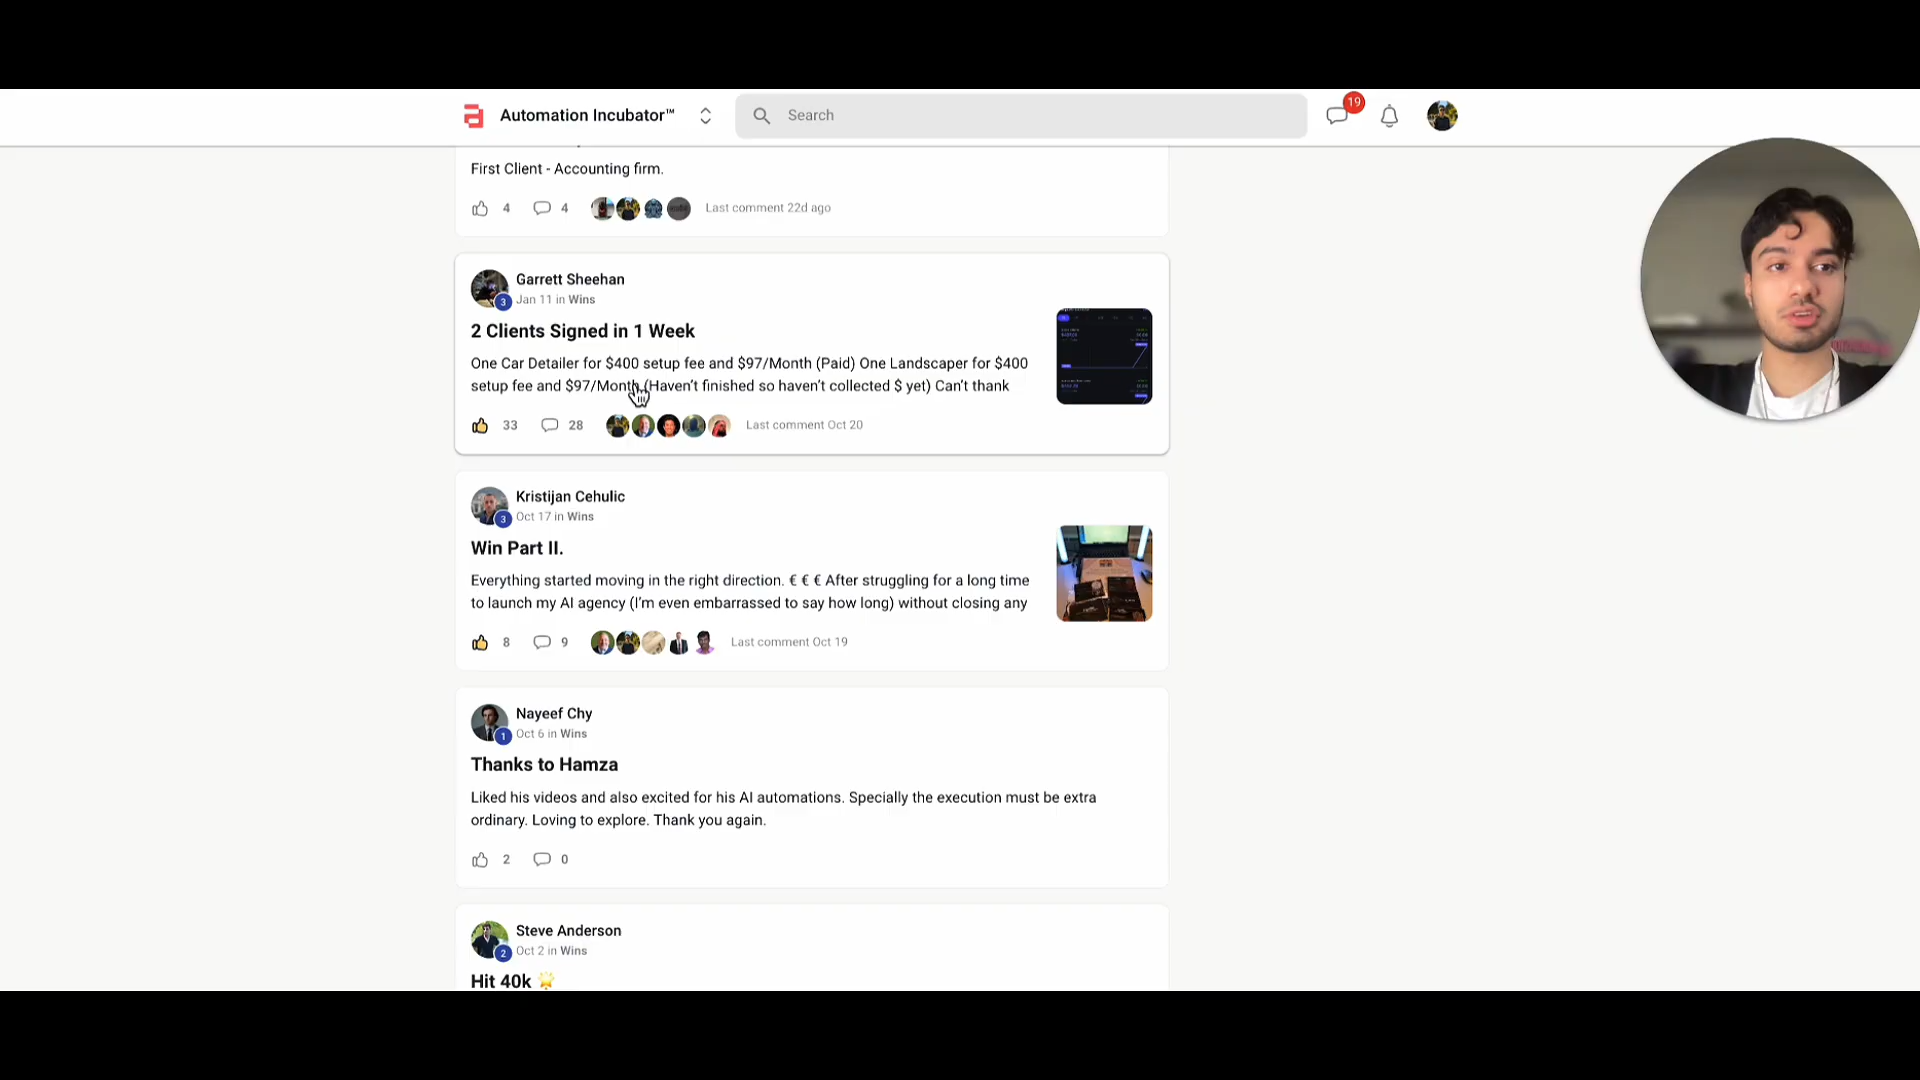 Automation Incubator™
Search
19
First Client - Accounting firm.
4
4
Last comment 22d ago
Garrett Sheehan
3
Jan 11 in Wins
2 Clients Signed in 1 Week
One Car Detailer for $400 setup fee and $97/Month (Paid) One Landscaper for $400
setup fee and $97/Month (Haven't finished so haven't collected $ yet) Can't thank
33
28
Last comment Oct 20
Kristijan Cehulic
3
Oct 17 in Wins
Win Part II.
Everything started moving in the right direction. € € € After struggling for a long time
to launch my AI agency (I'm even embarrassed to say how long) without closing any
8
9
Last comment Oct 19
Nayeef Chy
1
Oct 6 in Wins
Thanks to Hamza
Liked his videos and also excited for his AI automations. Specially the execution must be extra
ordinary. Loving to explore. Thank you again.
2
0
Steve Anderson
2
Oct 2 in Wins
Hit 40k